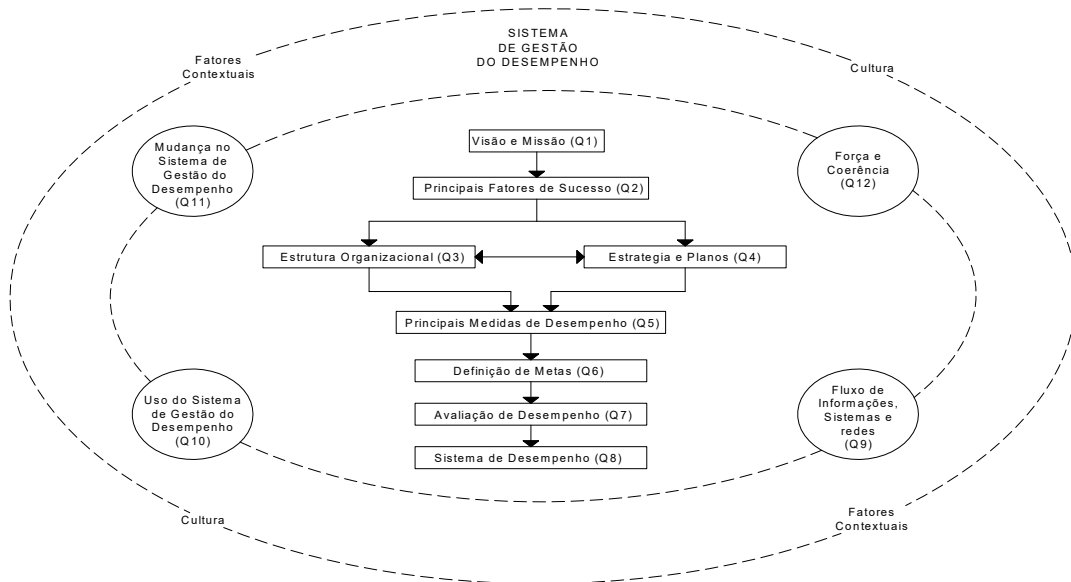 SISTEMA
DE GESTÃO
DO DESEMPENHO
Fatores
Contextuais
Cultura
Mudança no
Sistema de
Gestão do
Desempenho
(Q11)
Visão e Missão (Q1)
Força e
Coerência
(Q12)
Principais Fatores de Sucesso (Q2)
Estrutura Organizacional (Q3)
Estrategia e Planos (Q4)
Principais Medidas de Desempenho (Q5)
Definição de Metas (Q6)
Uso do Sistema
de Gestão do
Desempenho
(Q10)
Avaliação de Desempenho (Q7)
Fluxo de
Informações,
Sistemas e
redes
(Q9)
Sistema de Desempenho (Q8)
Cultura
Fatores
Contextuais